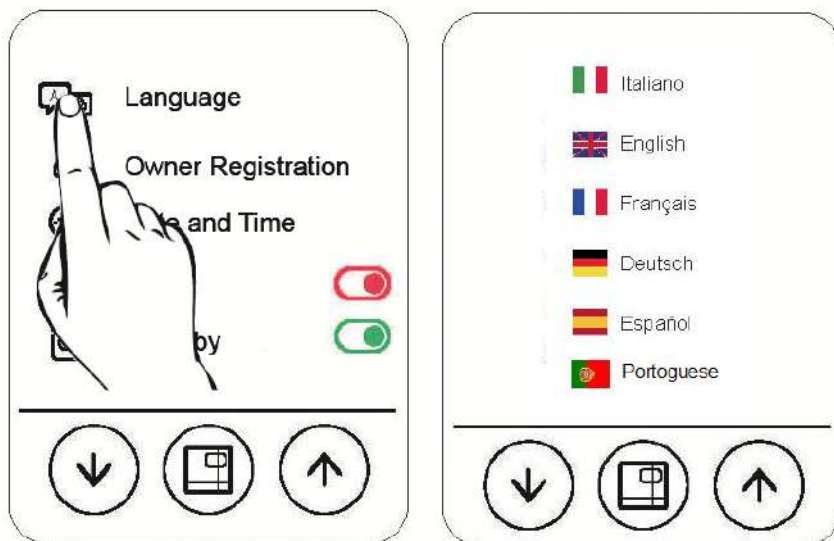 Language
Owner Registration
and Time
by
Italiano
English
Français
Deutsch
Español
Portoguese